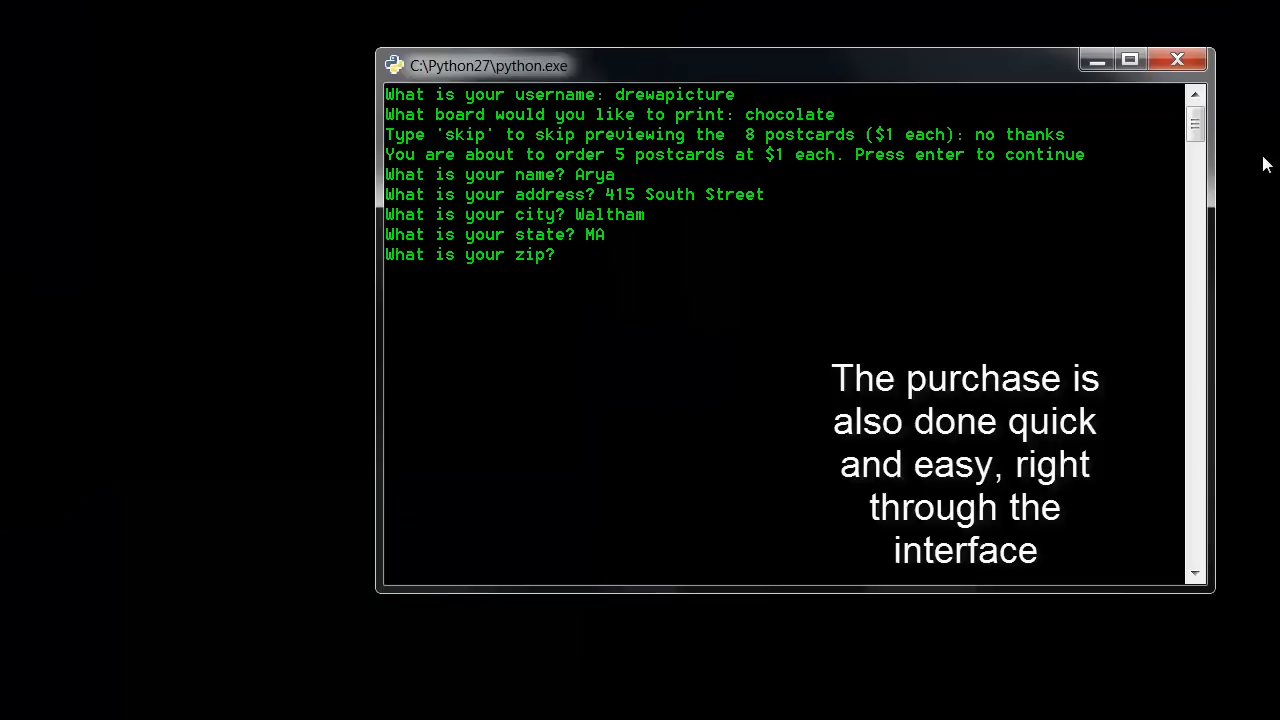 C:\Python27\python.exe
What is your username: drewapicture
What board would you like to print: chocolate
Type 'skip' to skip previewing the  8 postcards ($1 each): no thanks
You are about to order 5 postcards at $1 each. Press enter to continue
What is your name? Arya
What is your address? 415 South Street
What is your city? Waltham
What is your state? MA
What is your zip?
The purchase is
also done quick
and easy, right
through the
interface